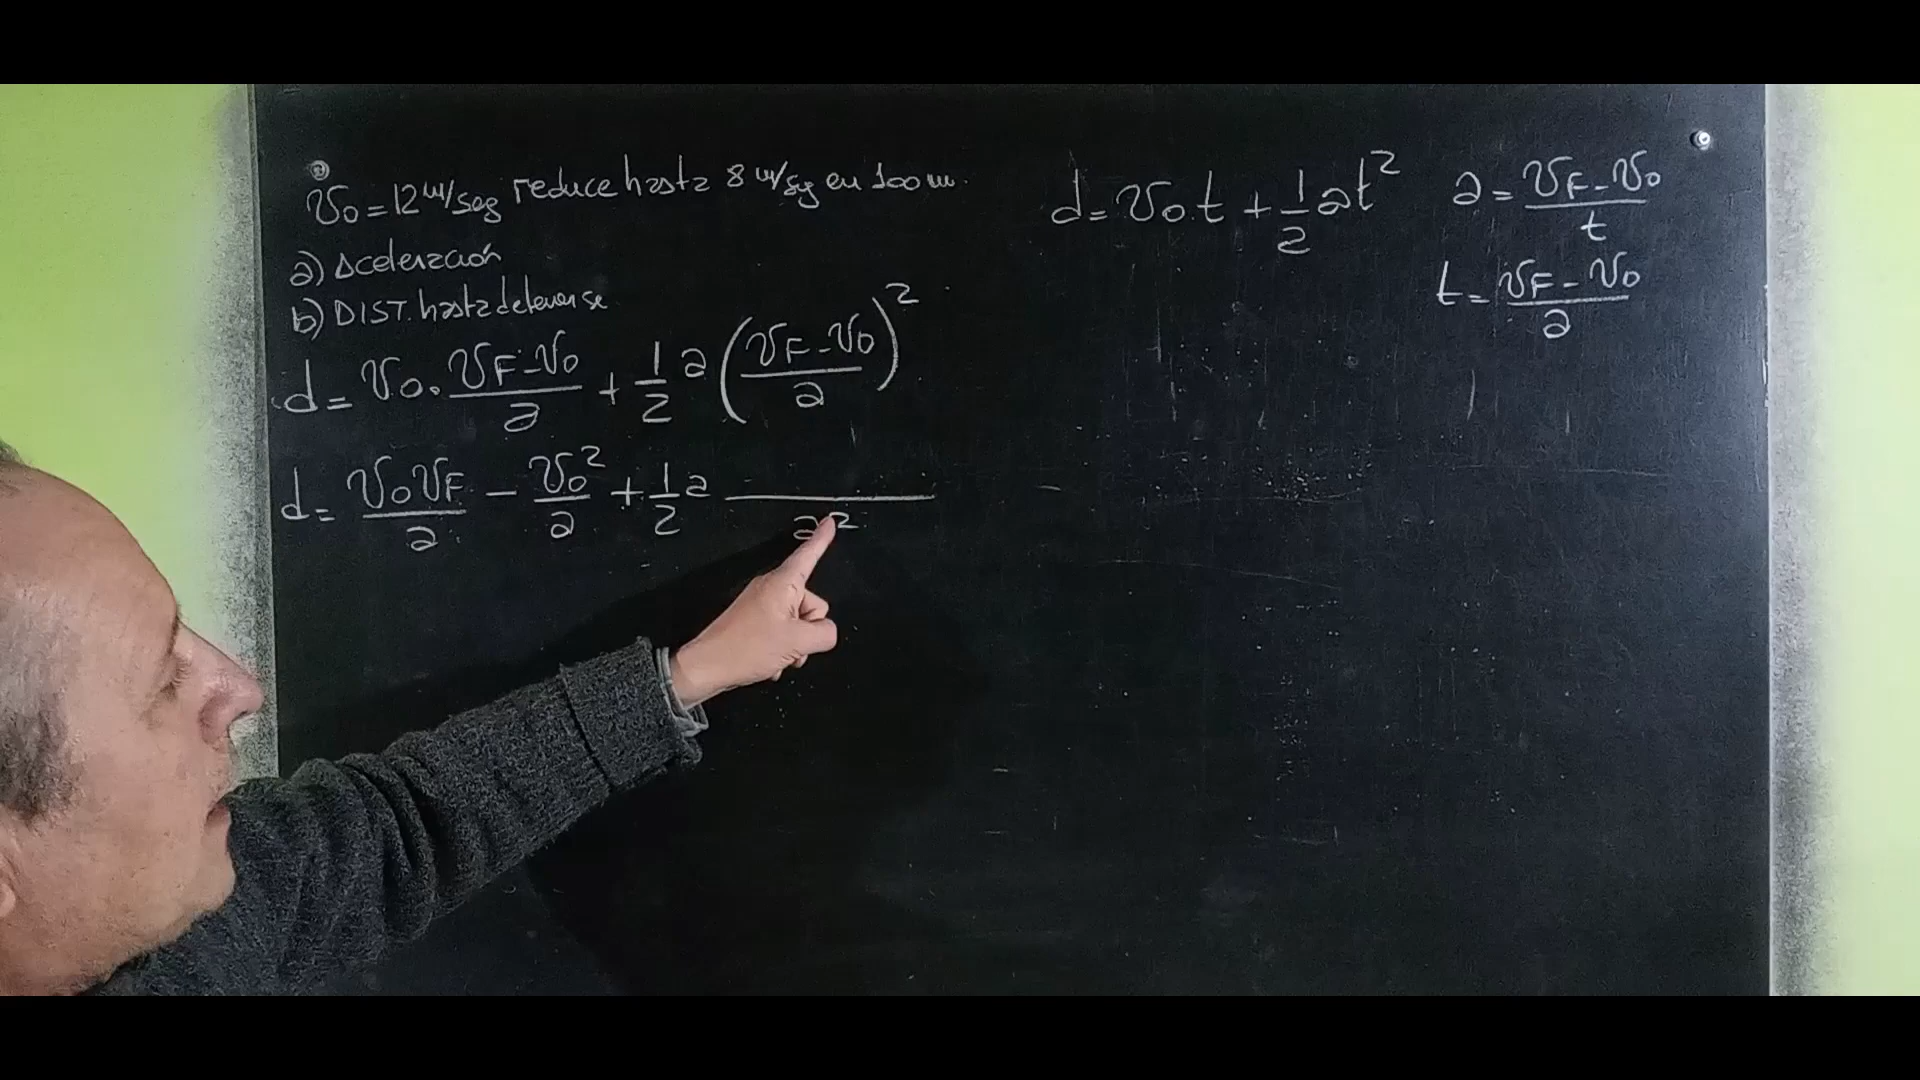 V₀ = 12 m/seg reduce hasta 8 m/sg en 100 m.
a) Aceleración
b) DIST. hasta detenerse
d = V₀ . (VF - V₀)/a + 1/2 a ((VF - V₀)/a)²
d = V₀VF/a - V₀²/a + 1/2 a ――/a²
d = V₀.t + 1/2 at²
a = (VF - V₀)/t
t = (VF - V₀)/a